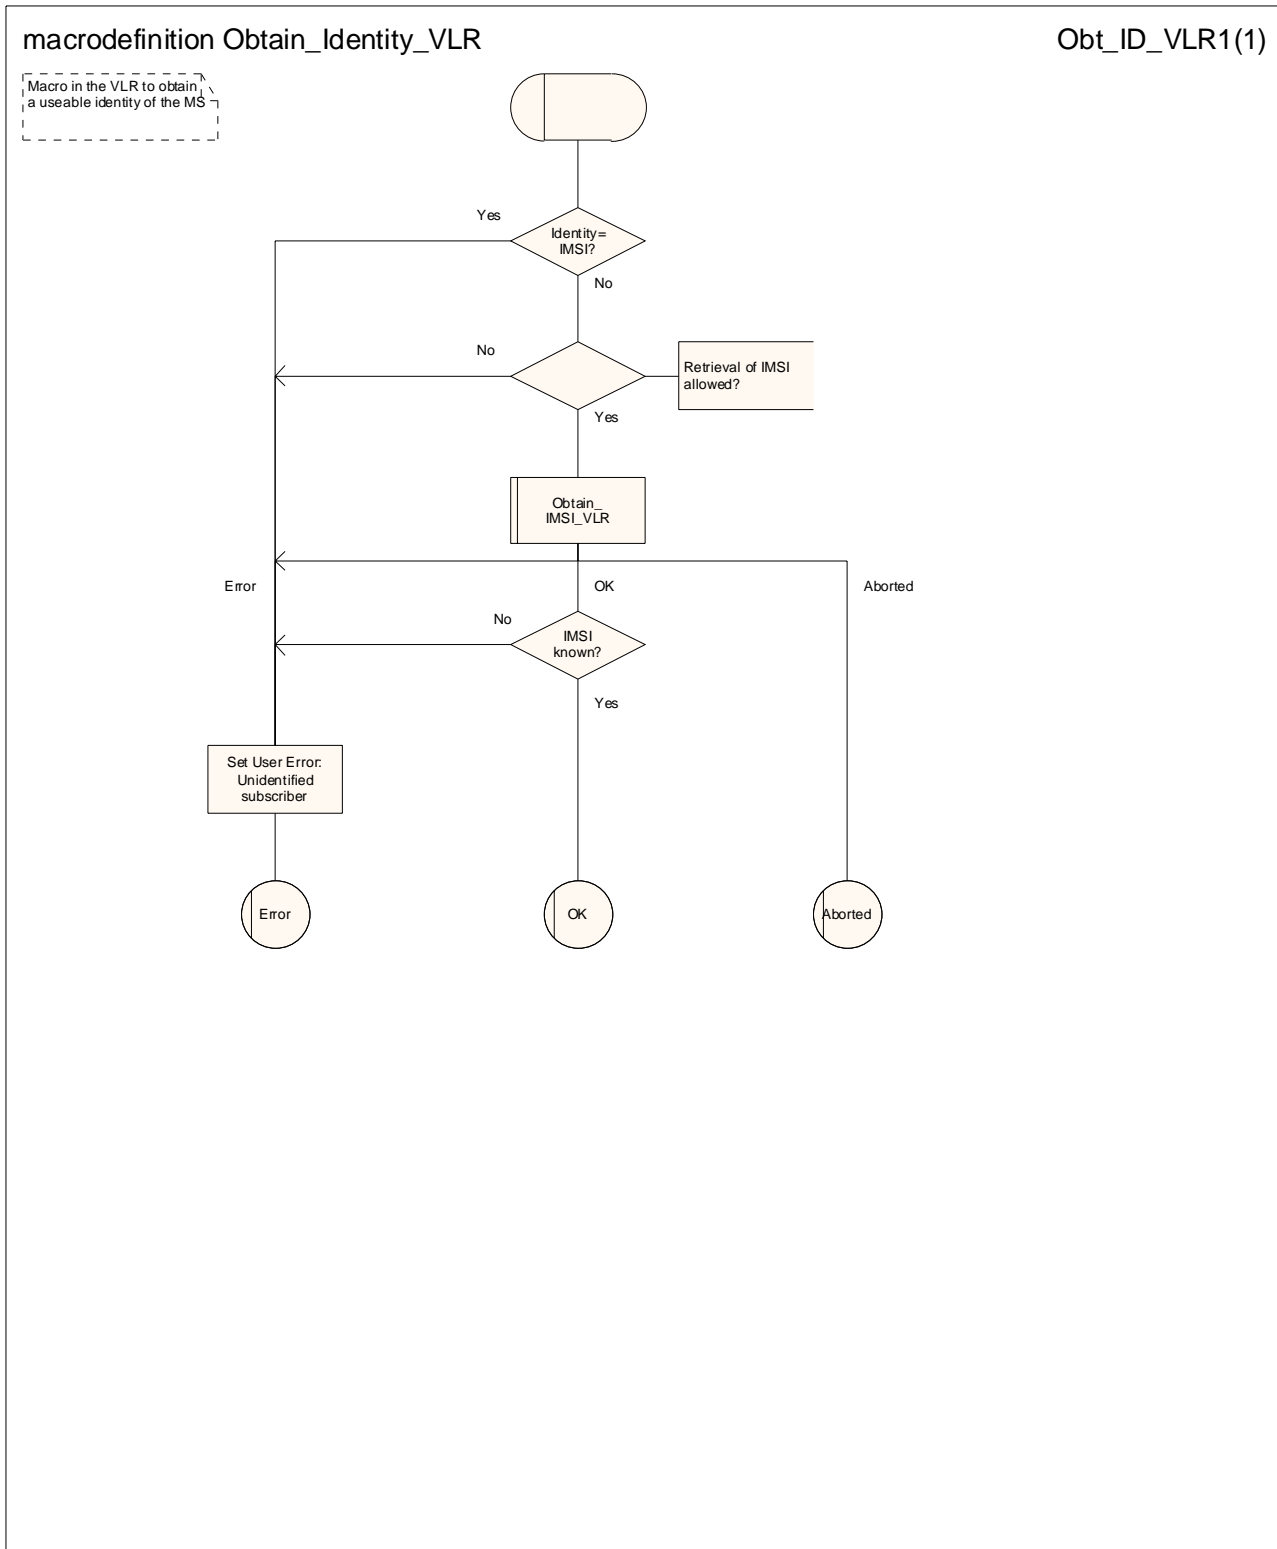 macrodefinition Obtain_Identity_VLR
Obt_ID_VLR1(1)
Macro in the VLR to obtain
a useable identity of the MS
Yes
Identity=
IMSI?
No
No
Retrieval of IMSI
allowed?
Yes
Obtain_
IMSI_VLR
Error
OK
Aborted
No
IMSI
known?
Yes
Set User Error:
Unidentified
subscriber
Error
OK
Aborted